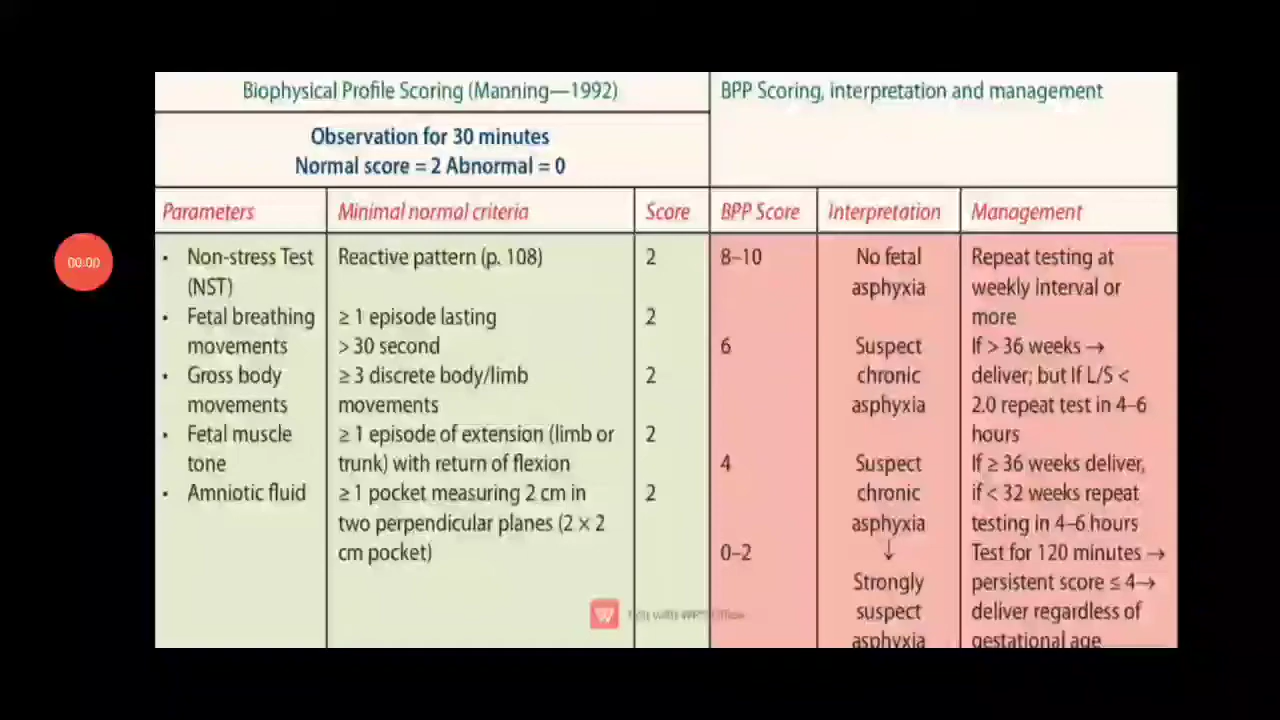 Biophysical Profile Scoring (Manning—1992)
BPP Scoring, interpretation and management
Observation for 30 minutes
Normal score = 2 Abnormal = 0
Parameters
Minimal normal criteria
Score
BPP Score
Interpretation
Management
• Non-stress Test
(NST)
Reactive pattern (p. 108)
2
• Fetal breathing
movements
≥ 1 episode lasting
> 30 second
2
• Gross body
movements
≥ 3 discrete body/limb
movements
2
• Fetal muscle
tone
≥ 1 episode of extension (limb or
trunk) with return of flexion
2
• Amniotic fluid
≥ 1 pocket measuring 2 cm in
two perpendicular planes (2 × 2
cm pocket)
2
8–10
No fetal
asphyxia
Repeat testing at
weekly interval or
more
6
Suspect
chronic
asphyxia
If > 36 weeks →
deliver; but If L/S <
2.0 repeat test in 4–6
hours
4
Suspect
chronic
asphyxia
↓
If ≥ 36 weeks deliver,
if < 32 weeks repeat
testing in 4–6 hours
0–2
Strongly
suspect
asphyxia
Test for 120 minutes →
persistent score ≤ 4→
deliver regardless of
gestational age
00:00
W